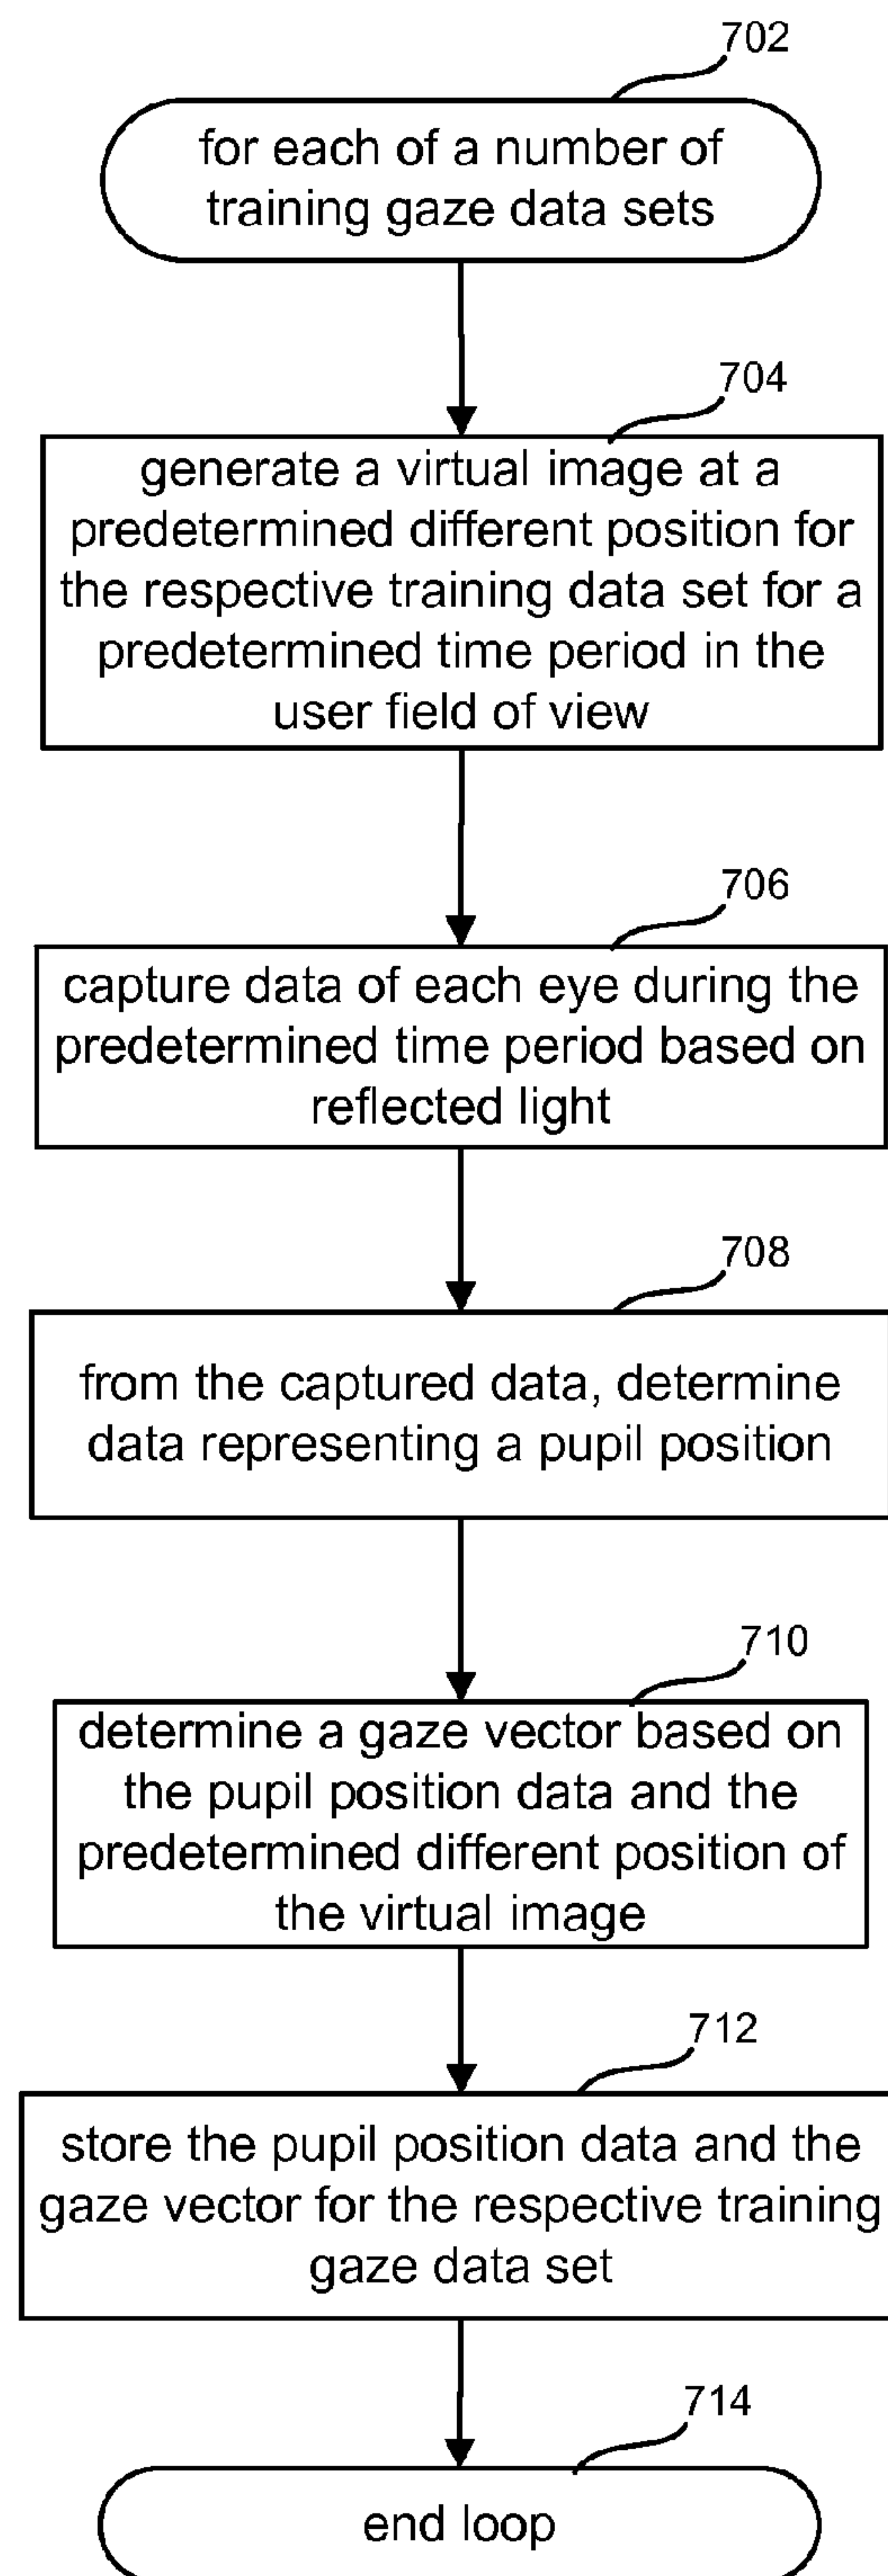 702
for each of a number of
training gaze data sets
704
generate a virtual image at a
predetermined different position for
the respective training data set for a
predetermined time period in the
user field of view
706
capture data of each eye during the
predetermined time period based on
reflected light
708
from the captured data, determine
data representing a pupil position
710
determine a gaze vector based on
the pupil position data and the
predetermined different position of
the virtual image
712
store the pupil position data and the
gaze vector for the respective training
gaze data set
714
end loop